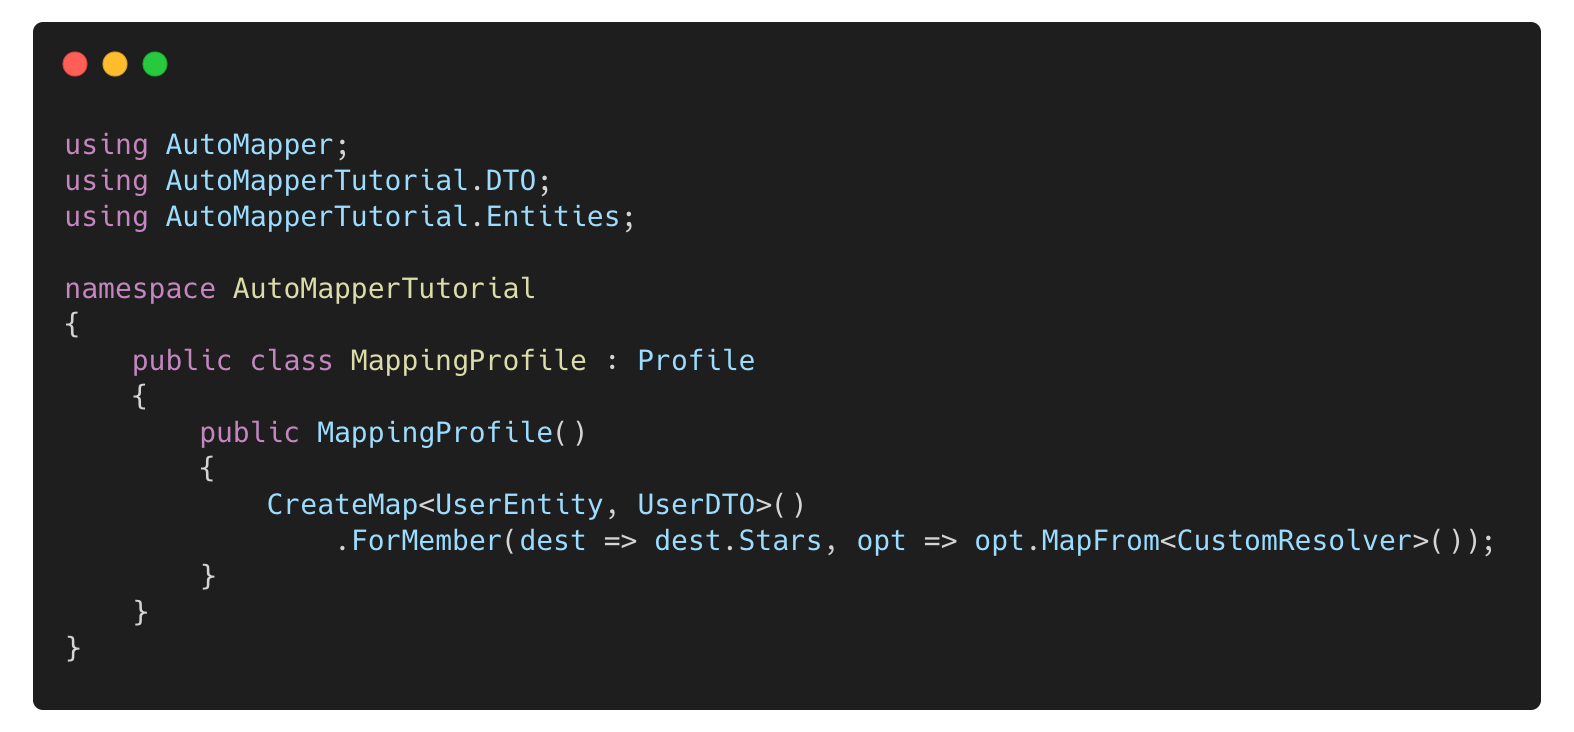 using AutoMapper;
using AutoMapperTutorial.DTO;
using AutoMapperTutorial.Entities;

namespace AutoMapperTutorial
{
    public class MappingProfile : Profile
    {
        public MappingProfile()
        {
            CreateMap<UserEntity, UserDTO>()
                .ForMember(dest => dest.Stars, opt => opt.MapFrom<CustomResolver>());
        }
    }
}